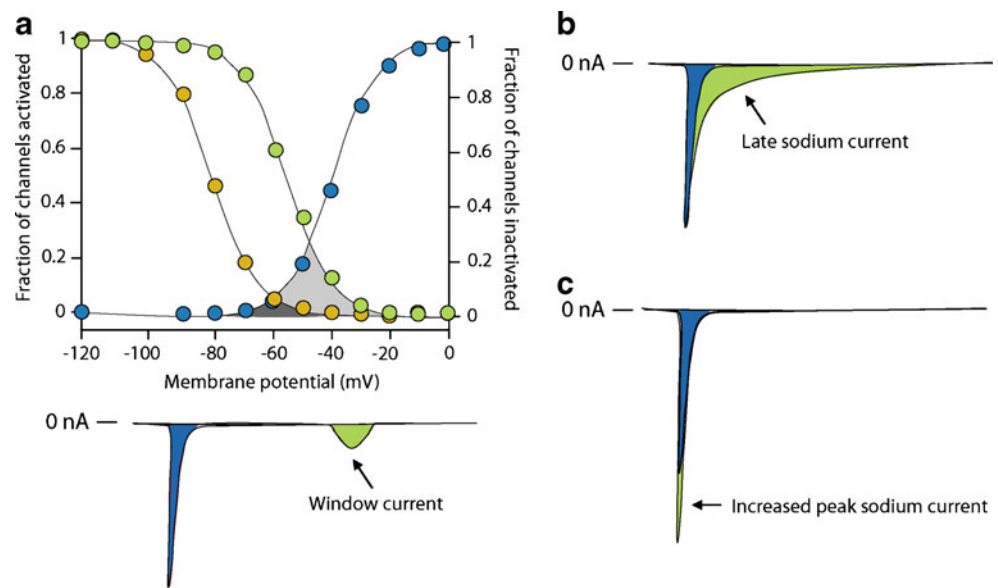 a
Fraction of channels activated
1
0.8
0.6
0.4
0.2
0
1
0.8
0.6
0.4
0.2
0
Fraction of channels inactivated
-120 -100 -80 -60 -40 -20 0
Membrane potential (mV)
0 nA
Window current
b
0 nA
Late sodium current
0 nA
c
Increased peak sodium current